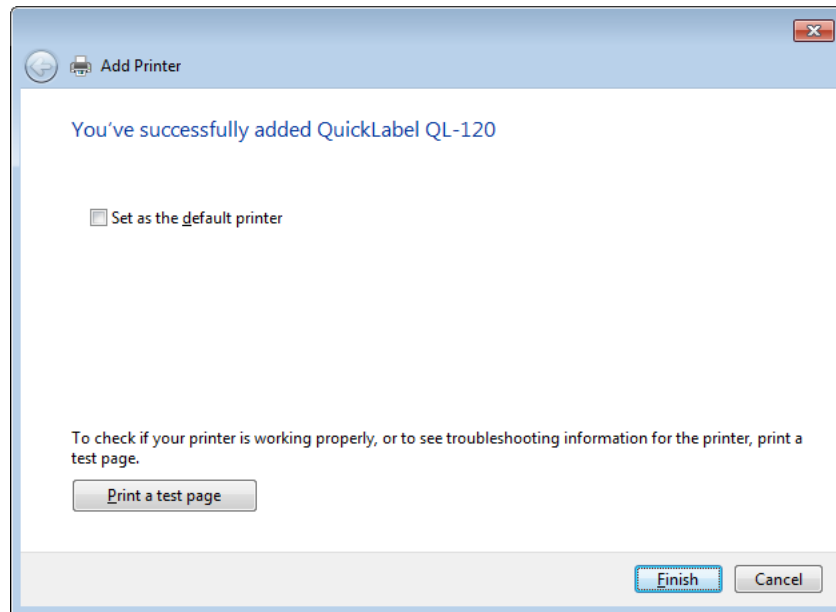 Add Printer
You've successfully added QuickLabel QL-120
Set as the default printer
To check if your printer is working properly, or to see troubleshooting information for the printer, print a
test page.
Print a test page
Finish Cancel